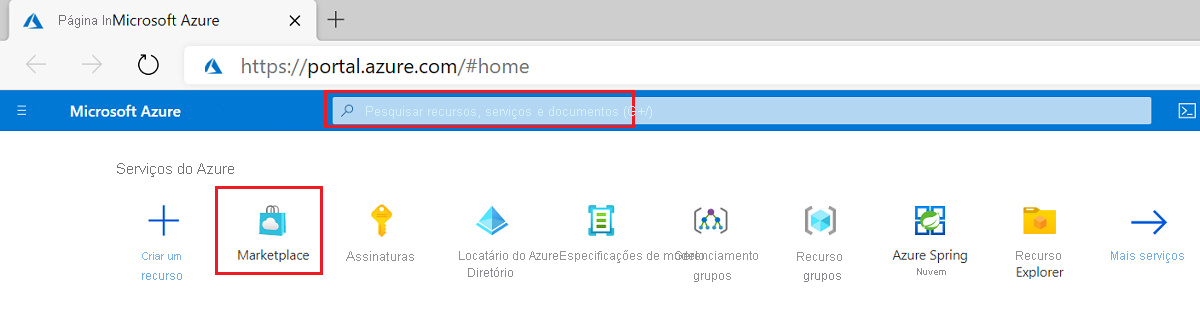 Página InMicrosoft Azure
https://portal.azure.com/#home
Microsoft Azure
Pesquisar recursos, serviços e documentos (G+/)
Serviços do Azure
Criar um
recurso
Marketplace
Assinaturas
Locatário do Azure
Diretório
Especificações de modelo
Gerenciamento
grupos
Recurso
grupos
Azure Spring
Nuvem
Recurso
Explorer
Mais serviços